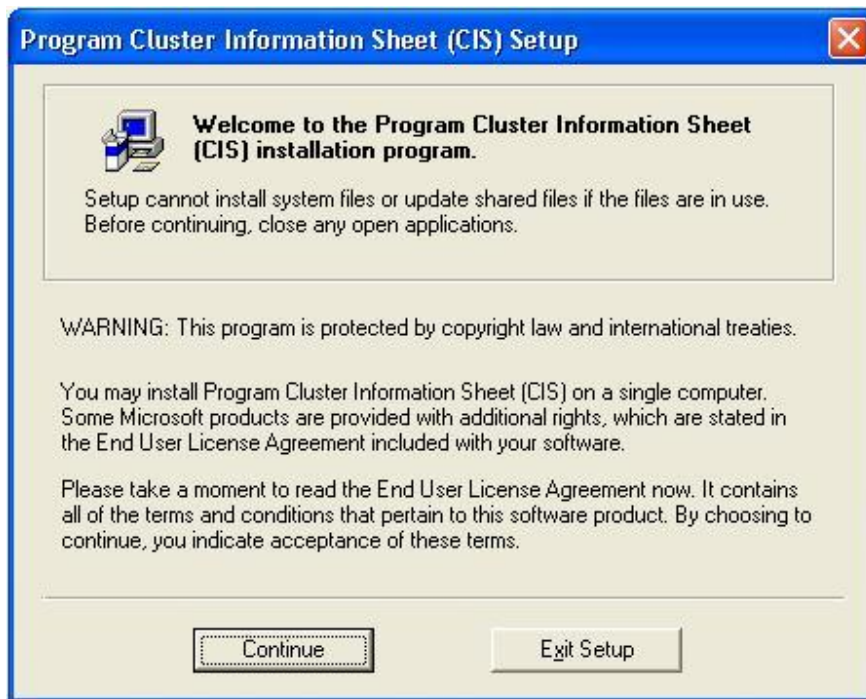 Program Cluster Information Sheet (CIS) Setup
Welcome to the Program Cluster Information Sheet
(CIS) installation program.
Setup cannot install system files or update shared files if the files are in use.
Before continuing, close any open applications.
WARNING: This program is protected by copyright law and international treaties.
You may install Program Cluster Information Sheet (CIS) on a single computer.
Some Microsoft products are provided with additional rights, which are stated in
the End User License Agreement included with your software.
Please take a moment to read the End User License Agreement now. It contains
all of the terms and conditions that pertain to this software product. By choosing to
continue, you indicate acceptance of these terms.
Continue
Exit Setup